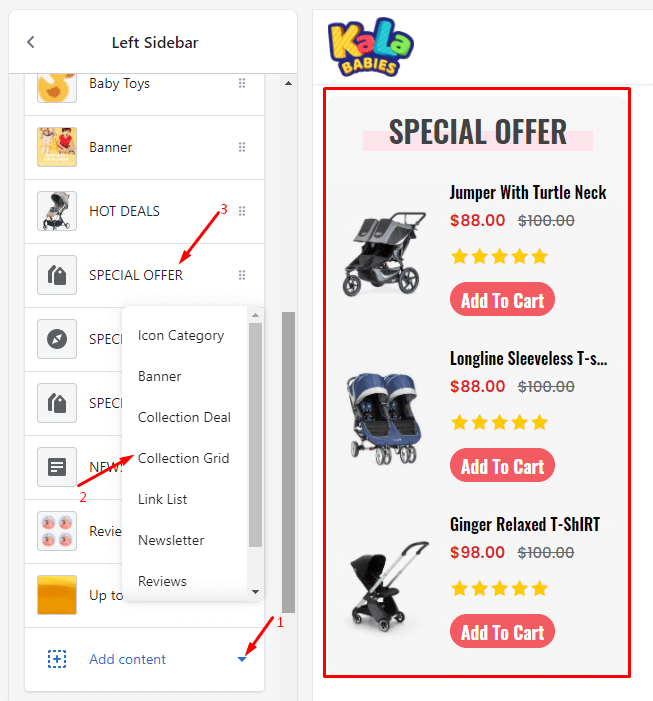 Left Sidebar
Baby Toys
Banner
HOT DEALS
3
SPECIAL OFFER
SPECI
Icon Category
Banner
Collection Deal
SPECI
Collection Grid
NEWS
2
Link List
Revie
Newsletter
Reviews
Up to
1
Add content
KaLa
BABIES
SPECIAL OFFER
Jumper With Turtle Neck
$88.00 $100.00
Add To Cart
Longline Sleeveless T-s...
$88.00 $100.00
Add To Cart
Ginger Relaxed T-ShIRT
$98.00 $100.00
Add To Cart